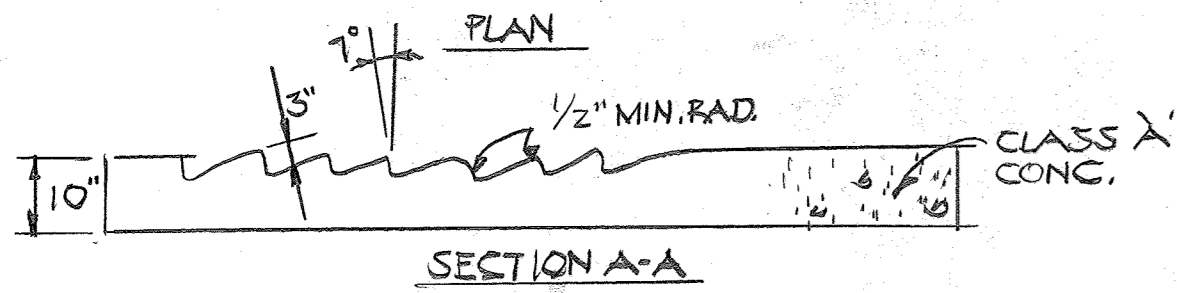 PLAN
7°
3"
1/2" MIN. RAD.
10"
CLASS 'A'
CONC.
SECTION A-A